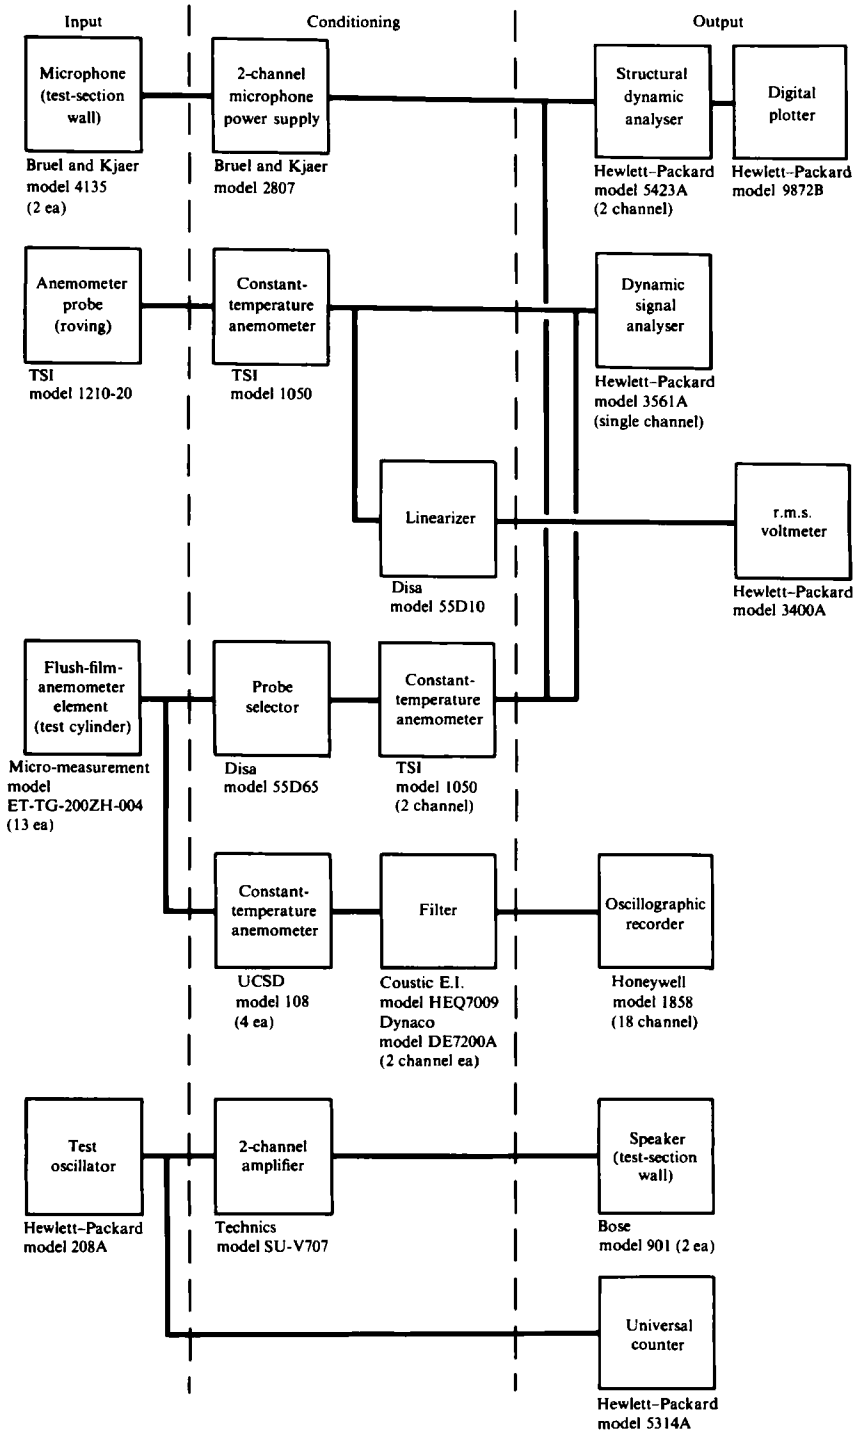 Input
Conditioning
Output
Microphone
(test-section
wall)
Bruel and Kjaer
model 4135
(2 ea)
2-channel
microphone
power supply
Bruel and Kjaer
model 2807
Structural
dynamic
analyser
Hewlett–Packard
model 5423A
(2 channel)
Digital
plotter
Hewlett–Packard
model 9872B
Anemometer
probe
(roving)
TSI
model 1210-20
Constant-
temperature
anemometer
TSI
model 1050
Dynamic
signal
analyser
Hewlett–Packard
model 3561A
(single channel)
Linearizer
Disa
model 55D10
r.m.s.
voltmeter
Hewlett–Packard
model 3400A
Flush-film-
anemometer
element
(test cylinder)
Micro-measurement
model
ET-TG-200ZH-004
(13 ea)
Probe
selector
Disa
model 55D65
Constant-
temperature
anemometer
TSI
model 1050
(2 channel)
Constant-
temperature
anemometer
UCSD
model 108
(4 ea)
Filter
Coustic E.I.
model HEQ7009
Dynaco
model DE7200A
(2 channel ea)
Oscillographic
recorder
Honeywell
model 1858
(18 channel)
Test
oscillator
Hewlett–Packard
model 208A
2-channel
amplifier
Technics
model SU-V707
Speaker
(test-section
wall)
Bose
model 901 (2 ea)
Universal
counter
Hewlett–Packard
model 5314A